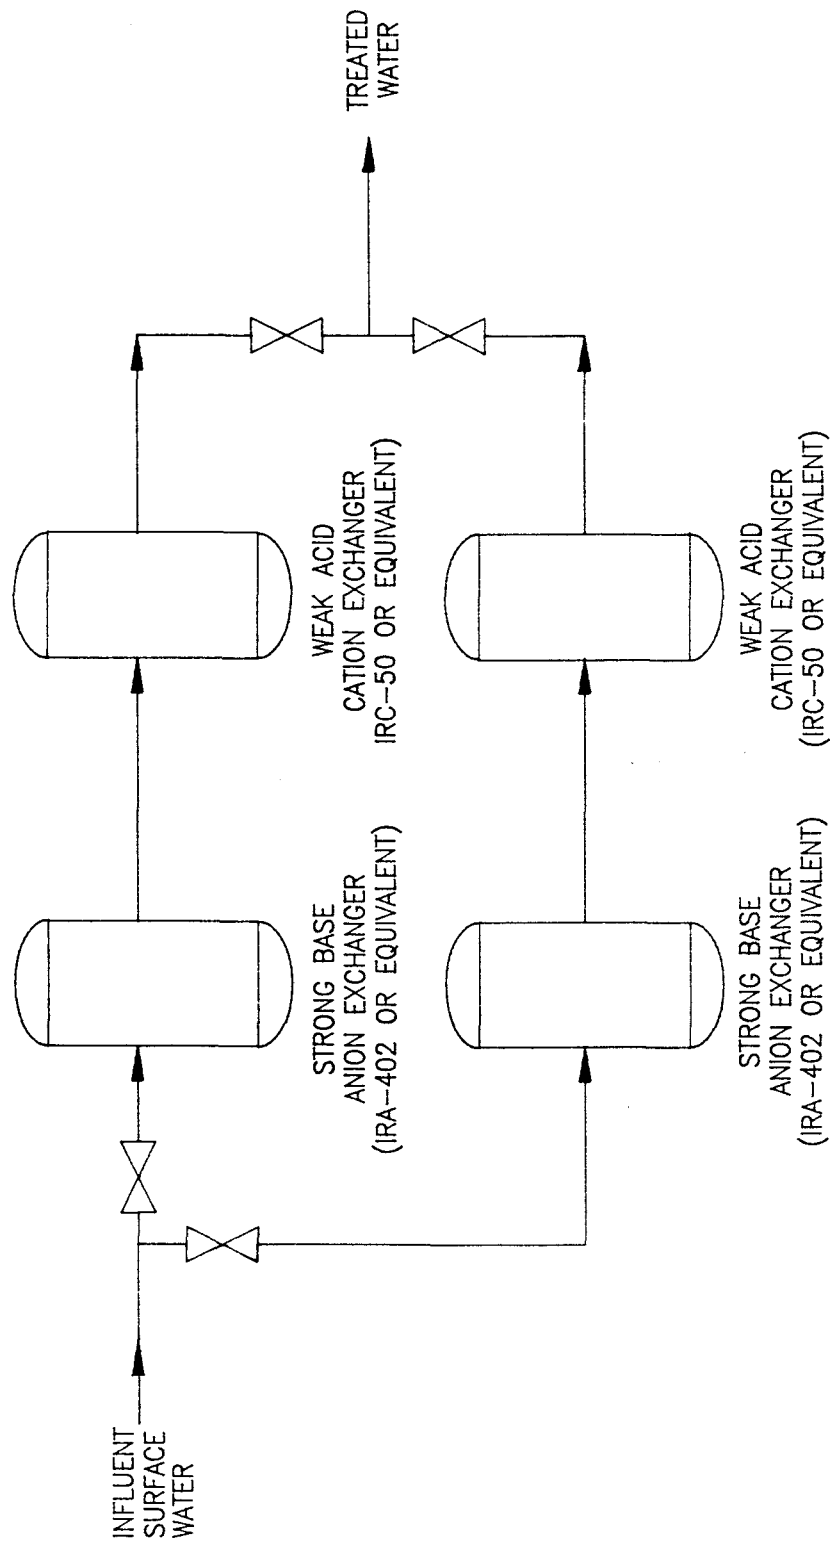 INFLUENT
SURFACE
WATER
STRONG BASE
ANION EXCHANGER
(IRA-402 OR EQUIVALENT)
WEAK ACID
CATION EXCHANGER
IRC-50 OR EQUIVALENT)
TREATED
WATER
STRONG BASE
ANION EXCHANGER
(IRA-402 OR EQUIVALENT)
WEAK ACID
CATION EXCHANGER
(IRC-50 OR EQUIVALENT)